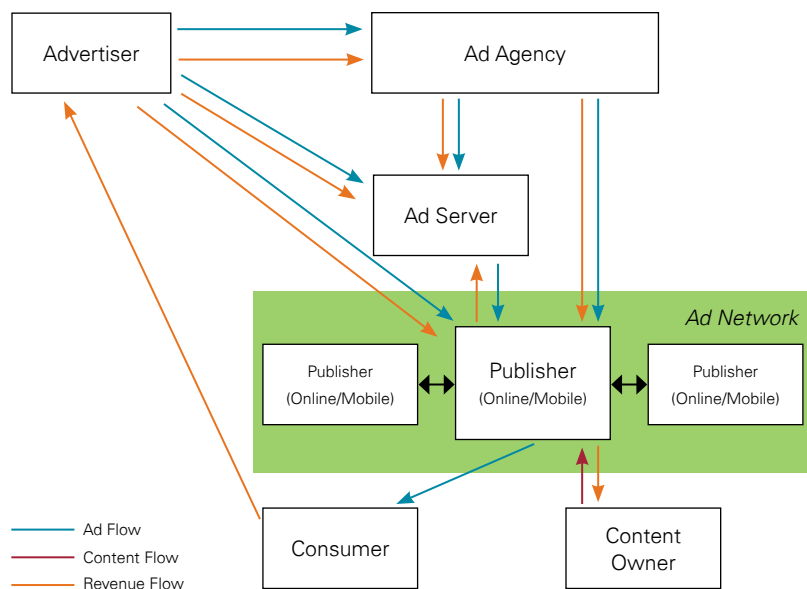 Advertiser
Ad Agency
Ad Server
Ad Network
Publisher
(Online/Mobile)
Publisher
(Online/Mobile)
Publisher
(Online/Mobile)
Consumer
Content
Owner
Ad Flow
Content Flow
Revenue Flow